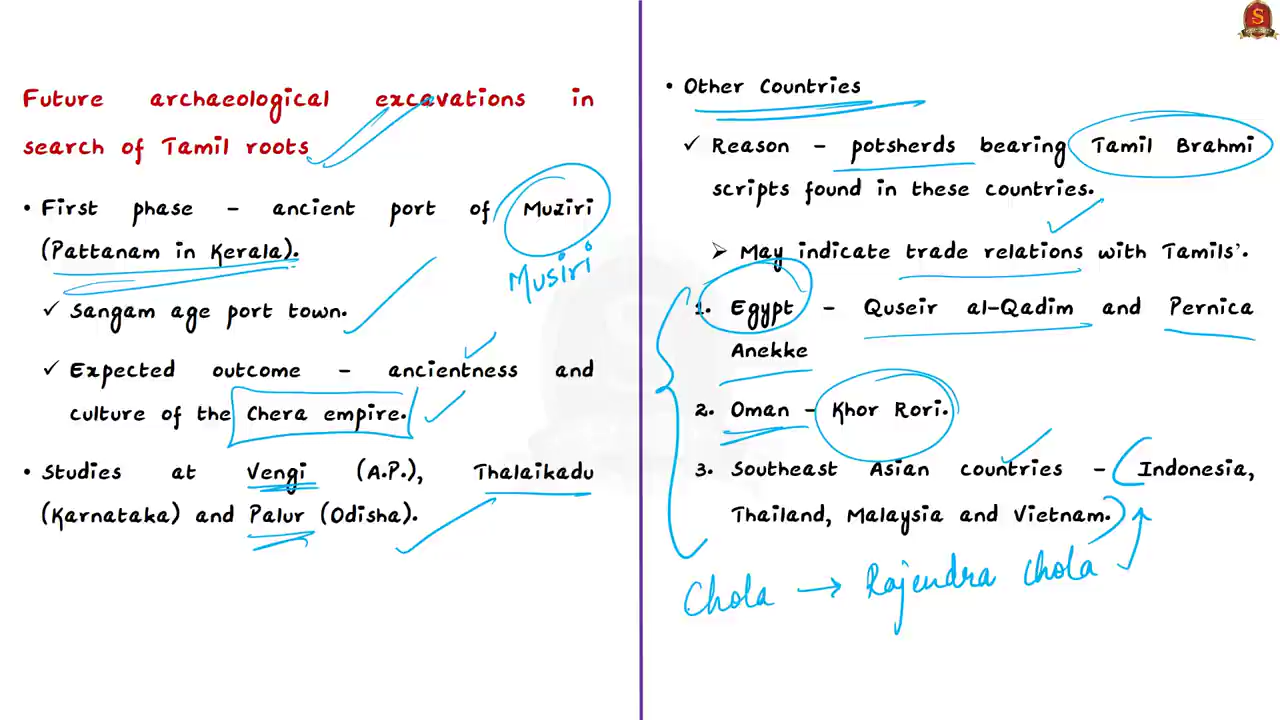 Future archaeological excavations in
search of Tamil roots
• First phase – ancient port of Muziri
(Pattanam in Kerala).
Musiri
✓ Sangam age port town.
✓ Expected outcome – ancientness and
culture of the Chera empire.
• Studies at Vengi (A.P.), Thalaikadu
(Karnataka) and Palur (Odisha).
• Other Countries
✓ Reason – potsherds bearing Tamil Brahmi
scripts found in these countries.
➢ May indicate trade relations with Tamils'.
1. Egypt – Quseir al-Qadim and Pernica
Anekke
2. Oman – Khor Rori.
3. Southeast Asian countries – Indonesia,
Thailand, Malaysia and Vietnam.
Chola → Rajendra Chola